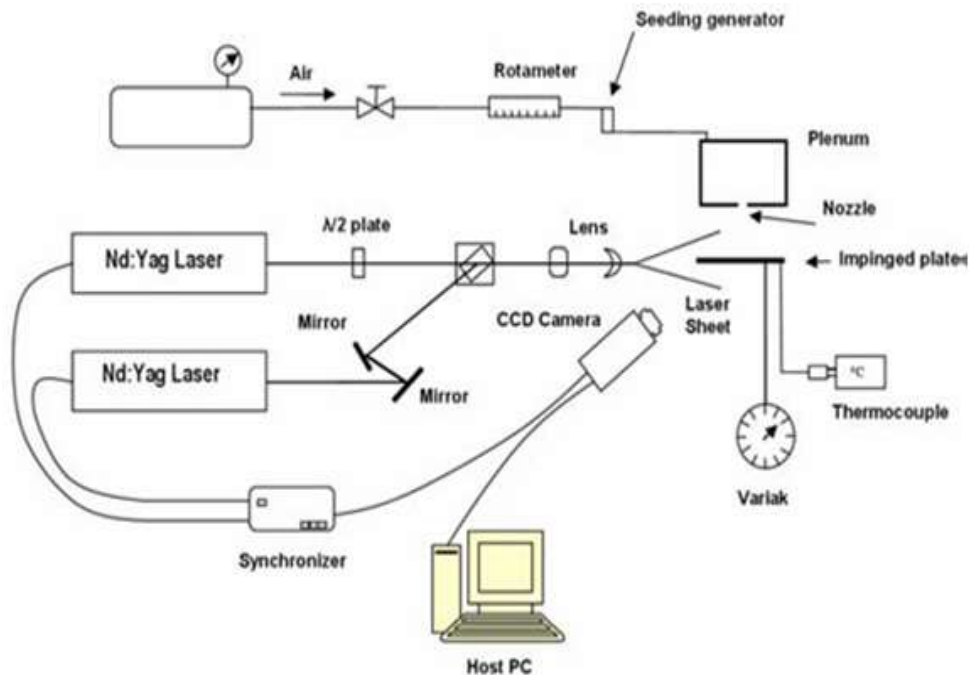 Seeding generator
Air
Rotameter
Plenum
Nozzle
λ/2 plate
Lens
Nd:Yag Laser
Impinged plate
Mirror
CCD Camera
Laser
Sheet
Nd:Yag Laser
Mirror
°C
Thermocouple
Variak
Synchronizer
Host PC